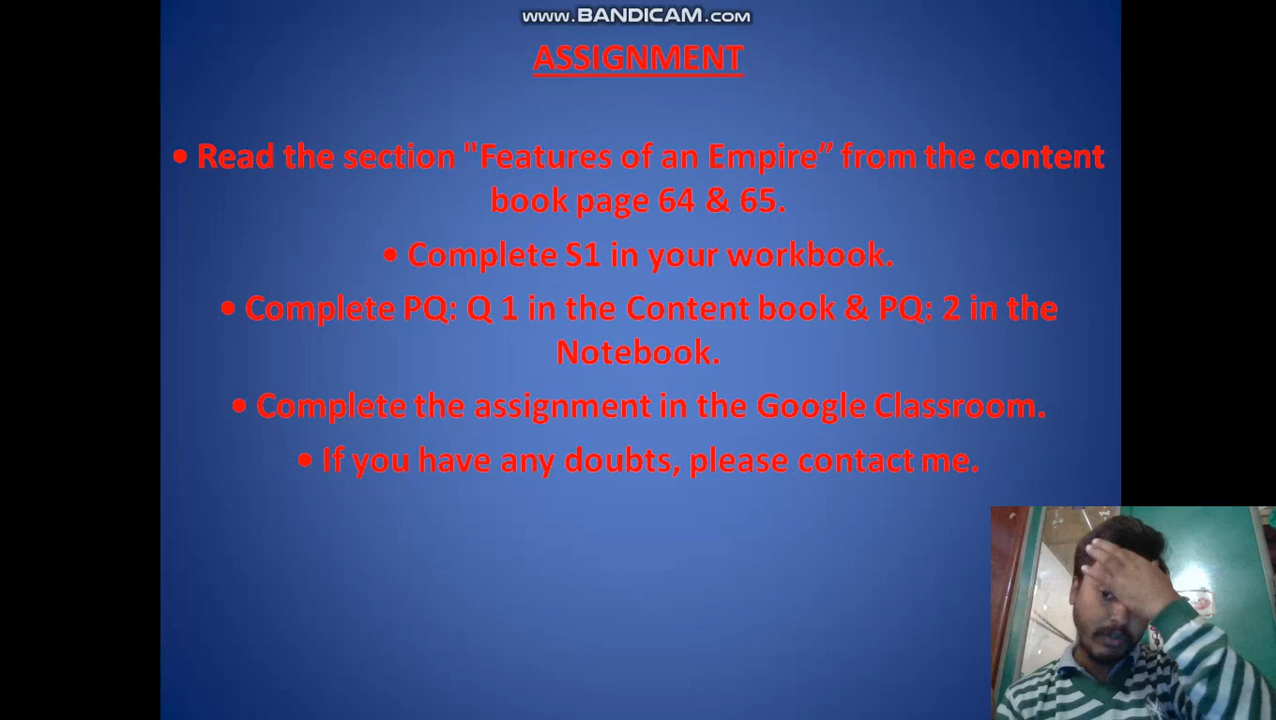 www.BANDICAM.com
ASSIGNMENT
• Read the section "Features of an Empire” from the content
book page 64 & 65.
• Complete S1 in your workbook.
• Complete PQ: Q 1 in the Content book & PQ: 2 in the
Notebook.
• Complete the assignment in the Google Classroom.
• If you have any doubts, please contact me.